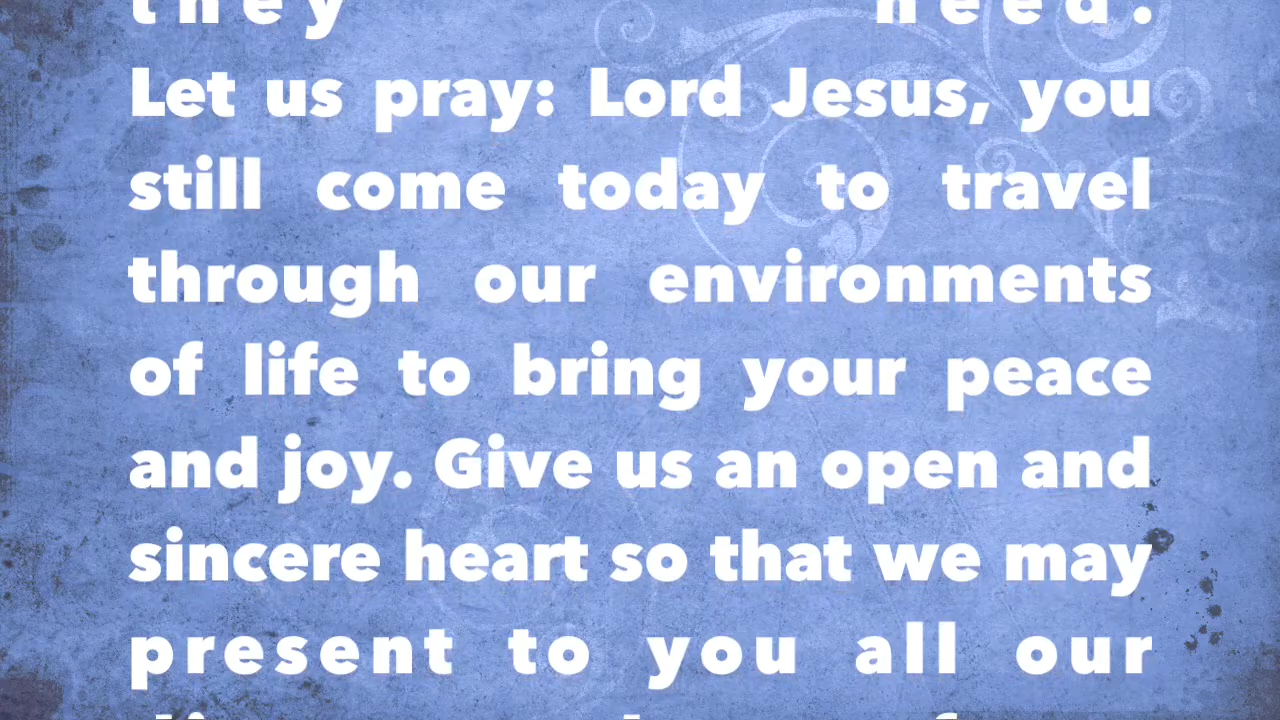 they need.
Let us pray: Lord Jesus, you
still come today to travel
through our environments
of life to bring your peace
and joy. Give us an open and
sincere heart so that we may
present to you all our